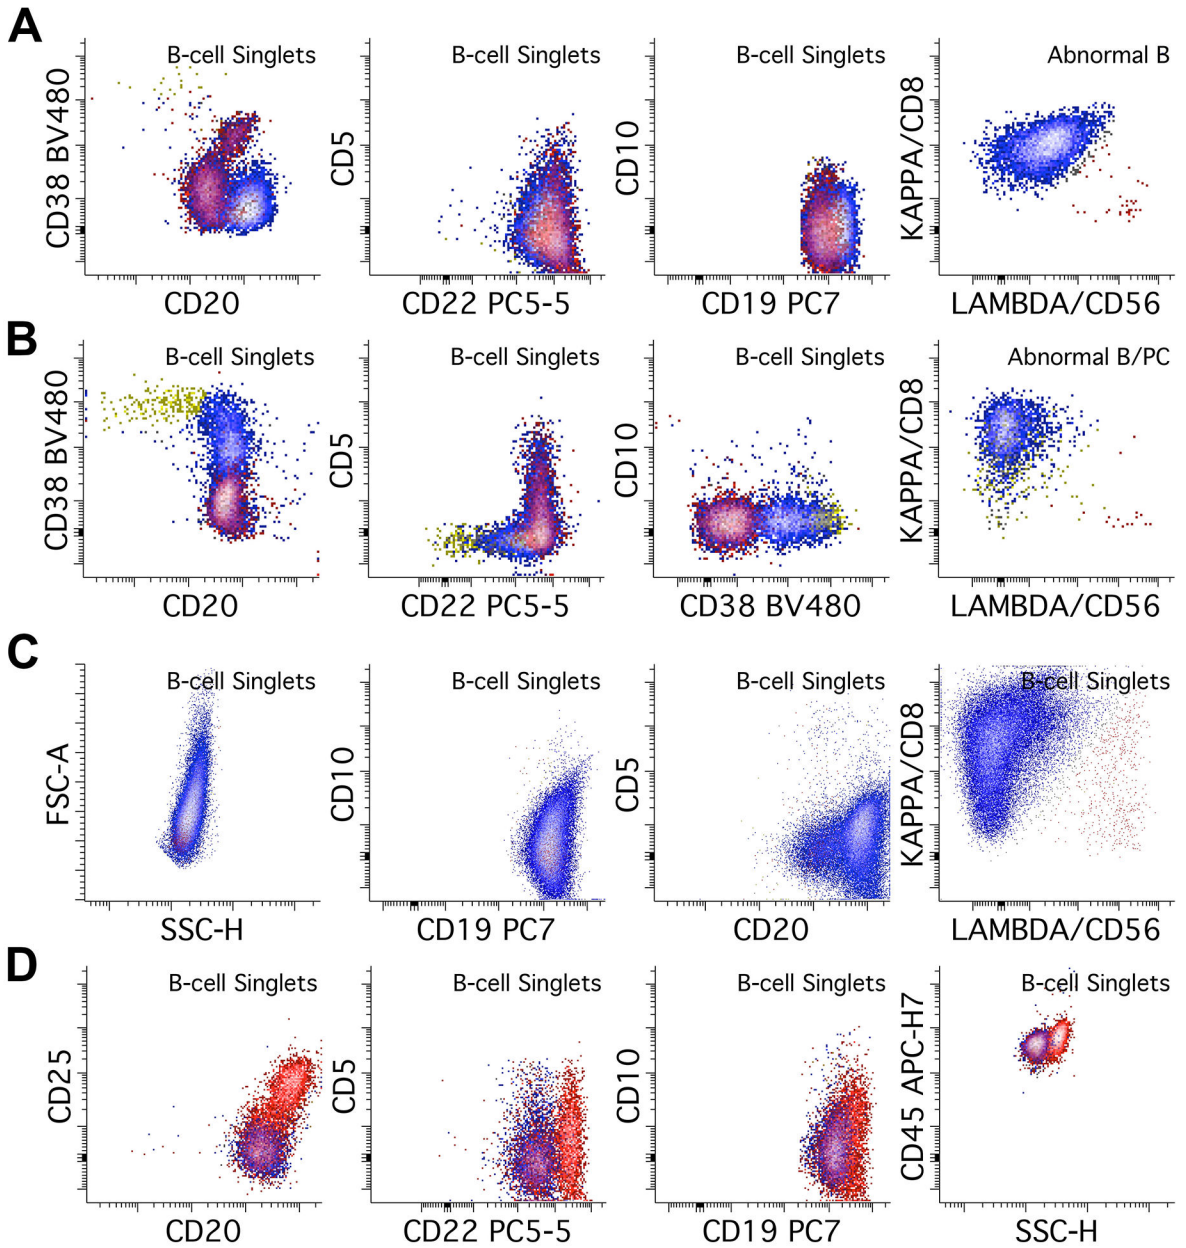 A
B-cell Singlets
CD38 BV480
CD20
B-cell Singlets
CD5
CD22 PC5-5
B-cell Singlets
CD10
CD19 PC7
Abnormal B
KAPPA/CD8
LAMBDA/CD56
B
B-cell Singlets
CD38 BV480
CD20
B-cell Singlets
CD5
CD22 PC5-5
B-cell Singlets
CD10
CD38 BV480
Abnormal B/PC
KAPPA/CD8
LAMBDA/CD56
C
B-cell Singlets
FSC-A
SSC-H
B-cell Singlets
CD10
CD19 PC7
B-cell Singlets
CD5
CD20
B-cell Singlets
KAPPA/CD8
LAMBDA/CD56
D
B-cell Singlets
CD25
CD20
B-cell Singlets
CD5
CD22 PC5-5
B-cell Singlets
CD10
CD19 PC7
B-cell Singlets
CD45 APC-H7
SSC-H